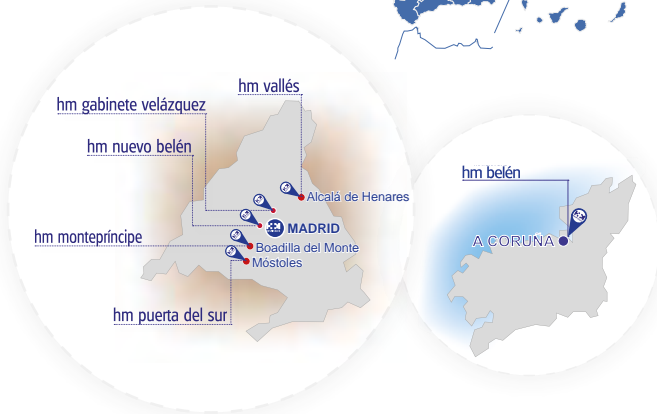 hm vallés
hm gabinete velázquez
hm nuevo belén
hm belén
Alcalá de Henares
MADRID
hm montepríncipe
A CORUÑA
Boadilla del Monte
Móstoles
hm puerta del sur